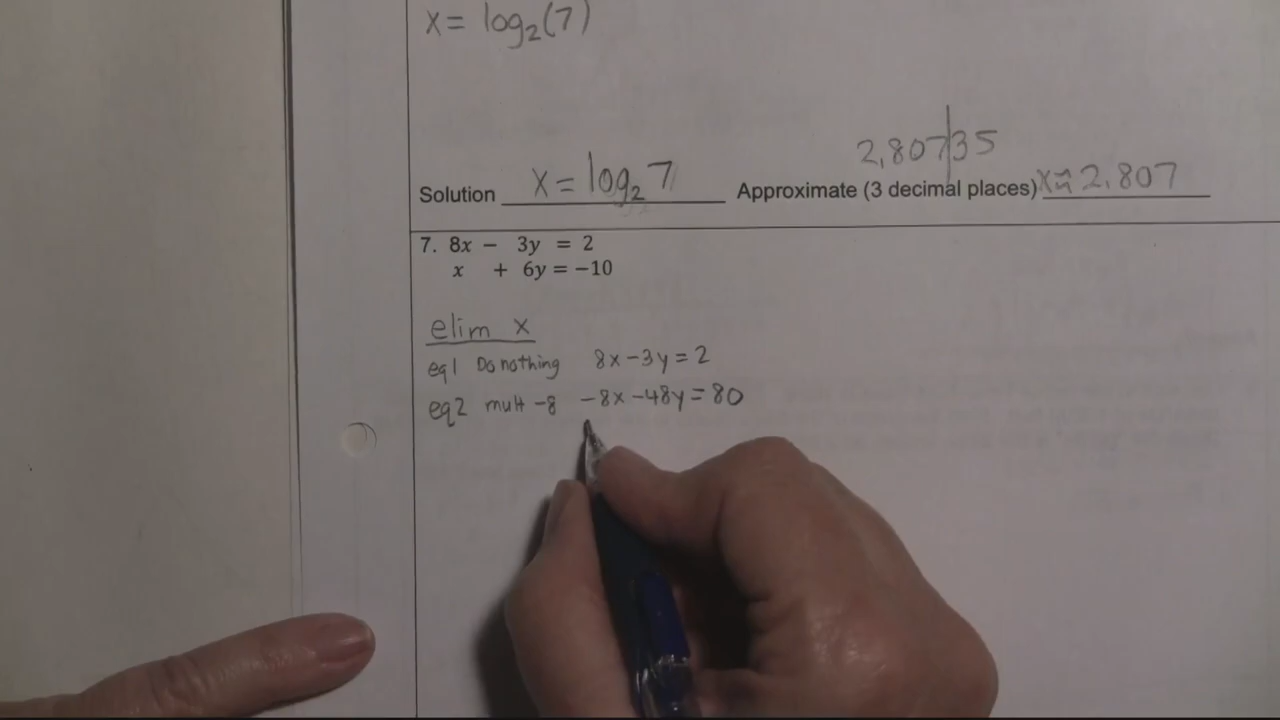 x = log₂(7)
2.807|35
Solution x = log₂ 7 Approximate (3 decimal places) x ≈ 2.807
7. 8x − 3y = 2
x + 6y = −10
elim x
eq1 Do nothing 8x − 3y = 2
eq2 mult −8 −8x − 48y = 80